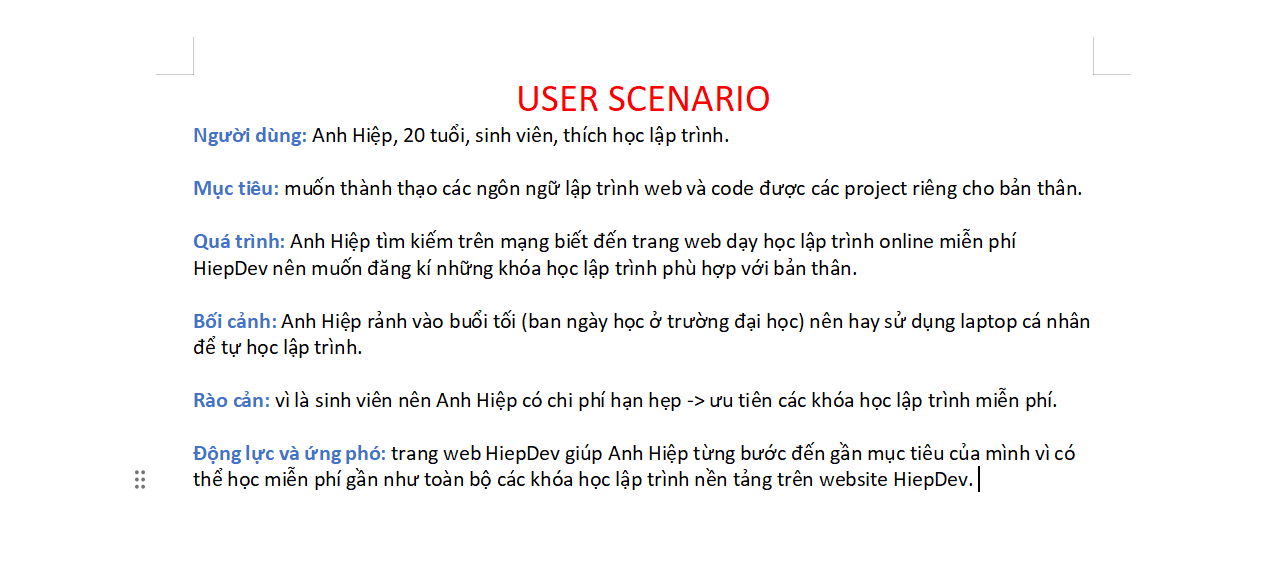 USER SCENARIO
Người dùng: Anh Hiệp, 20 tuổi, sinh viên, thích học lập trình.
Mục tiêu: muốn thành thạo các ngôn ngữ lập trình web và code được các project riêng cho bản thân.
Quá trình: Anh Hiệp tìm kiếm trên mạng biết đến trang web dạy học lập trình online miễn phí
HiepDev nên muốn đăng kí những khóa học lập trình phù hợp với bản thân.
Bối cảnh: Anh Hiệp rảnh vào buổi tối (ban ngày học ở trường đại học) nên hay sử dụng laptop cá nhân
để tự học lập trình.
Rào cản: vì là sinh viên nên Anh Hiệp có chi phí hạn hẹp -> ưu tiên các khóa học lập trình miễn phí.
Động lực và ứng phó: trang web HiepDev giúp Anh Hiệp từng bước đến gần mục tiêu của mình vì có
thể học miễn phí gần như toàn bộ các khóa học lập trình nền tảng trên website HiepDev.